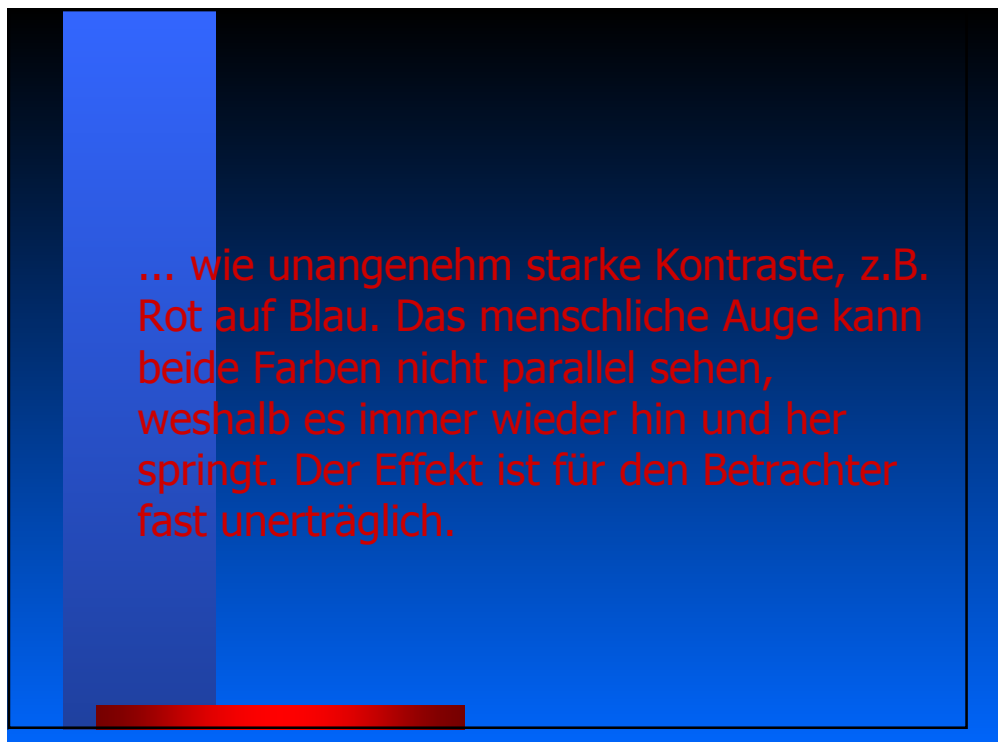 ... wie unangenehm starke Kontraste, z.B.
Rot auf Blau. Das menschliche Auge kann
beide Farben nicht parallel sehen,
weshalb es immer wieder hin und her
springt. Der Effekt ist für den Betrachter
fast unerträglich.